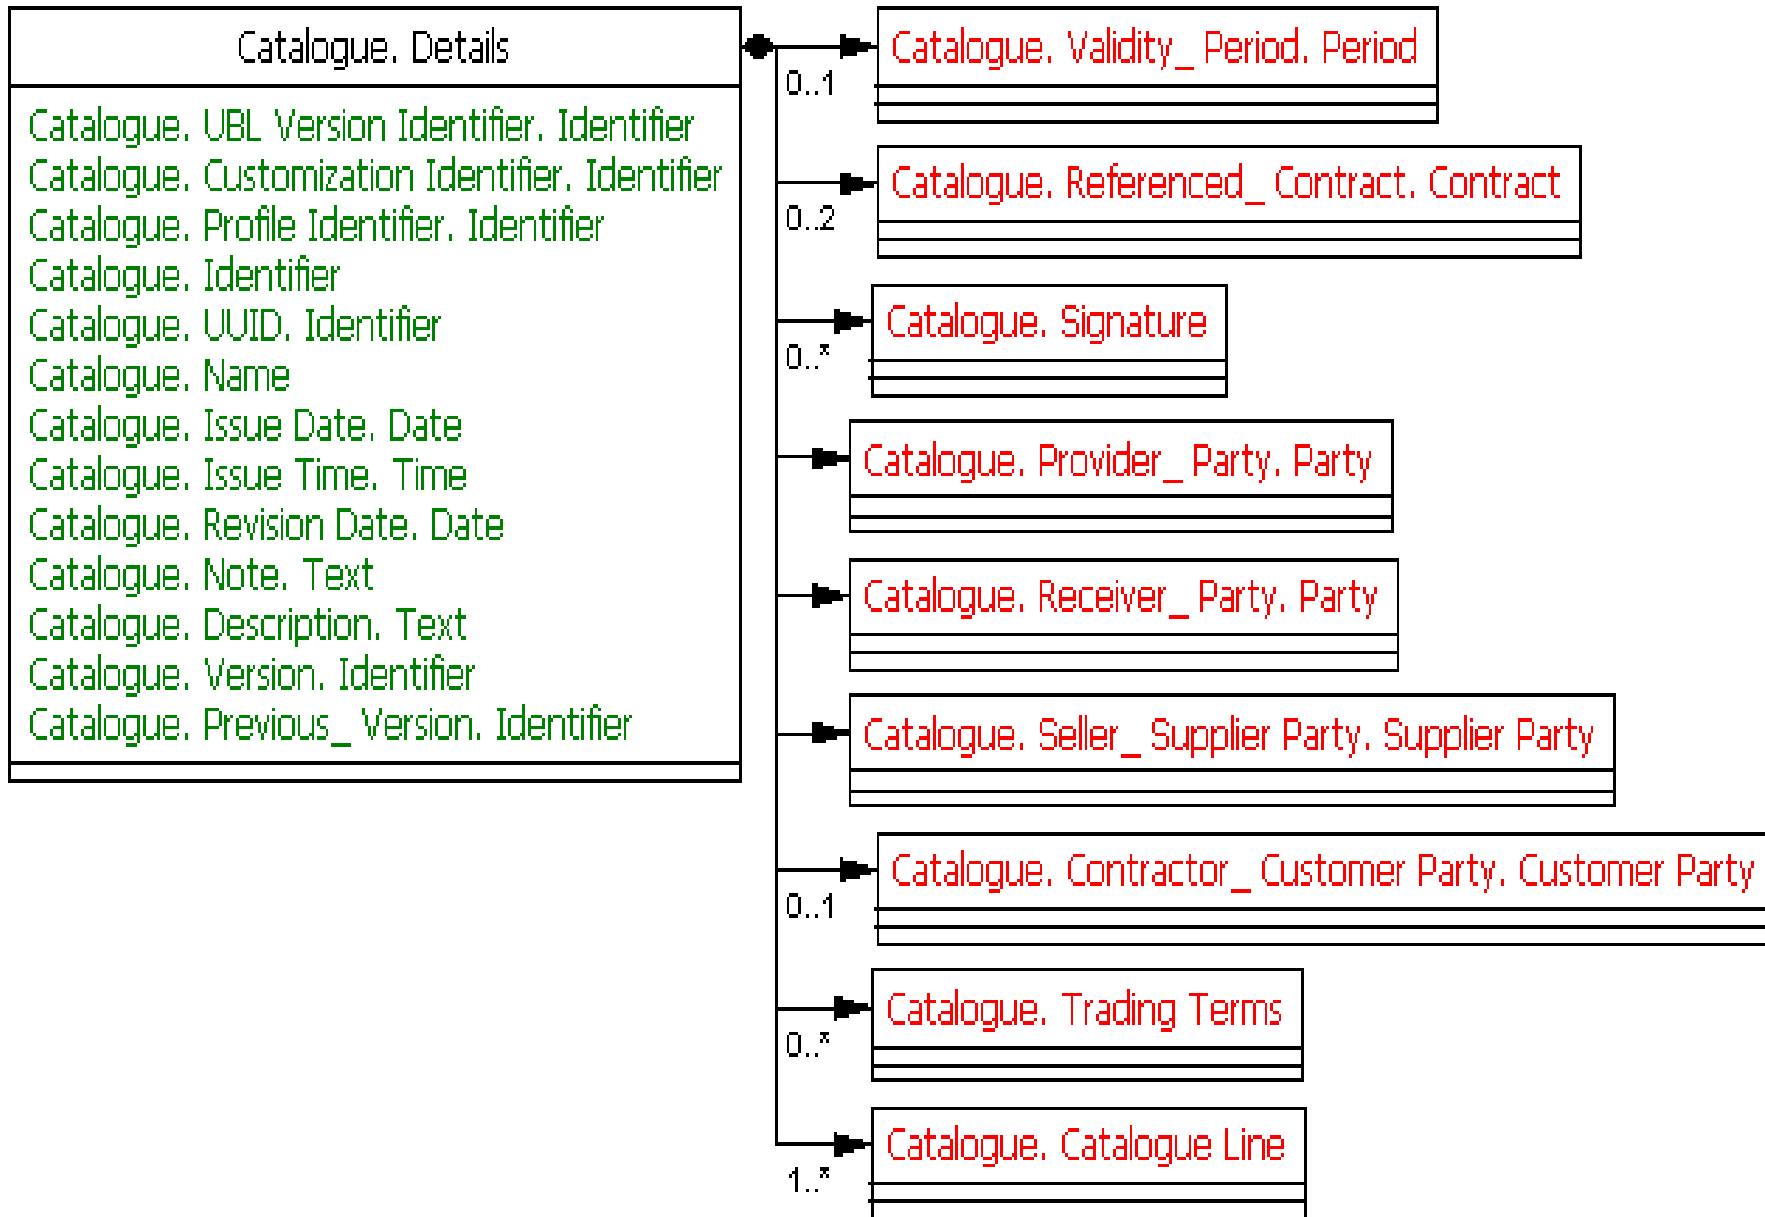 Catalogue. Details
Catalogue. UBL Version Identifier. Identifier
Catalogue. Customization Identifier. Identifier
Catalogue. Profile Identifier. Identifier
Catalogue. Identifier
Catalogue. UUID. Identifier
Catalogue. Name
Catalogue. Issue Date. Date
Catalogue. Issue Time. Time
Catalogue. Revision Date. Date
Catalogue. Note. Text
Catalogue. Description. Text
Catalogue. Version. Identifier
Catalogue. Previous_ Version. Identifier
Catalogue. Validity_ Period. Period
0..1
Catalogue. Referenced_ Contract. Contract
0..2
Catalogue. Signature
0..*
Catalogue. Provider_ Party. Party
Catalogue. Receiver_ Party. Party
Catalogue. Seller_ Supplier Party. Supplier Party
Catalogue. Contractor_ Customer Party. Customer Party
0..1
Catalogue. Trading Terms
0..*
Catalogue. Catalogue Line
1..*